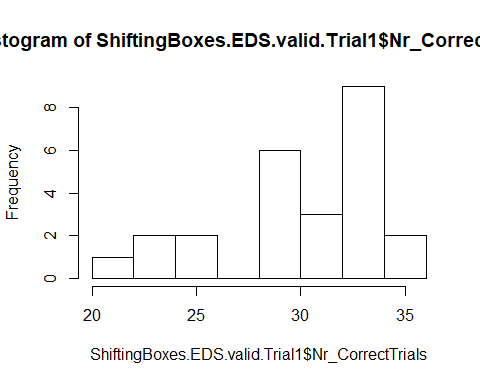 stogram of ShiftingBoxes.EDS.valid.Trial1$Nr_Correc
Frequency
8
6
4
2
0
20 25 30 35
ShiftingBoxes.EDS.valid.Trial1$Nr_CorrectTrials